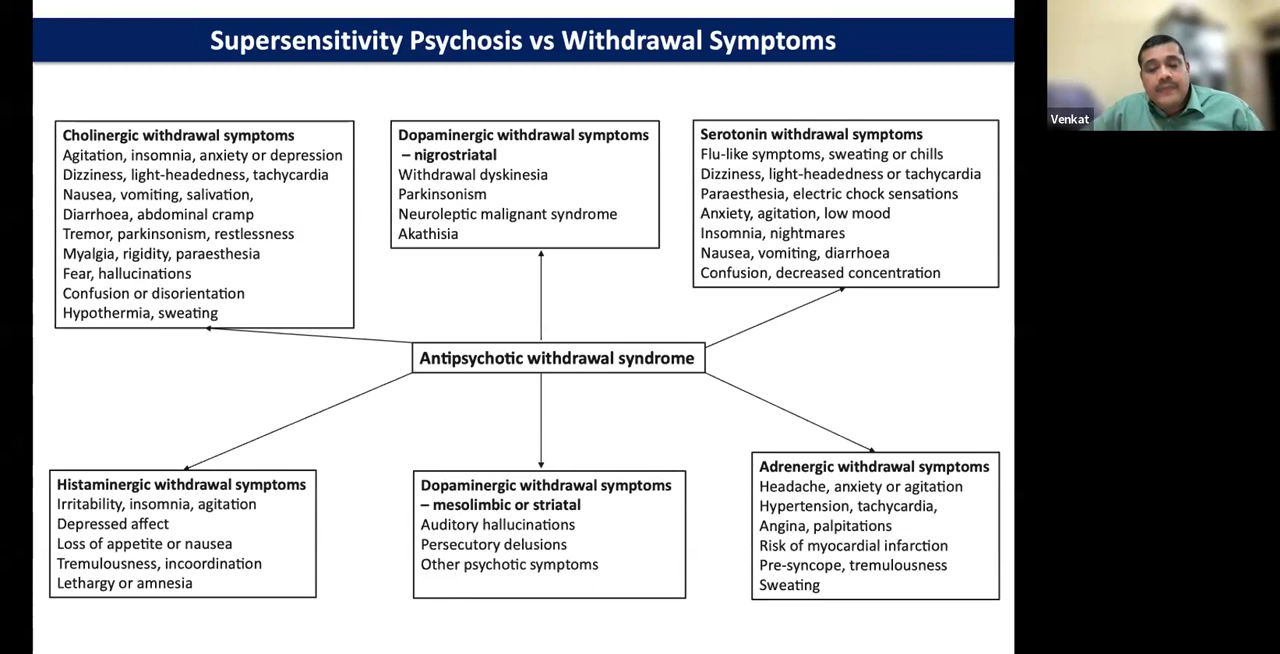 Supersensitivity Psychosis vs Withdrawal Symptoms
Venkat
Cholinergic withdrawal symptoms
Agitation, insomnia, anxiety or depression
Dizziness, light-headedness, tachycardia
Nausea, vomiting, salivation,
Diarrhoea, abdominal cramp
Tremor, parkinsonism, restlessness
Myalgia, rigidity, paraesthesia
Fear, hallucinations
Confusion or disorientation
Hypothermia, sweating
Dopaminergic withdrawal symptoms
– nigrostriatal
Withdrawal dyskinesia
Parkinsonism
Neuroleptic malignant syndrome
Akathisia
Serotonin withdrawal symptoms
Flu-like symptoms, sweating or chills
Dizziness, light-headedness or tachycardia
Paraesthesia, electric chock sensations
Anxiety, agitation, low mood
Insomnia, nightmares
Nausea, vomiting, diarrhoea
Confusion, decreased concentration
Antipsychotic withdrawal syndrome
Histaminergic withdrawal symptoms
Irritability, insomnia, agitation
Depressed affect
Loss of appetite or nausea
Tremulousness, incoordination
Lethargy or amnesia
Dopaminergic withdrawal symptoms
– mesolimbic or striatal
Auditory hallucinations
Persecutory delusions
Other psychotic symptoms
Adrenergic withdrawal symptoms
Headache, anxiety or agitation
Hypertension, tachycardia,
Angina, palpitations
Risk of myocardial infarction
Pre-syncope, tremulousness
Sweating